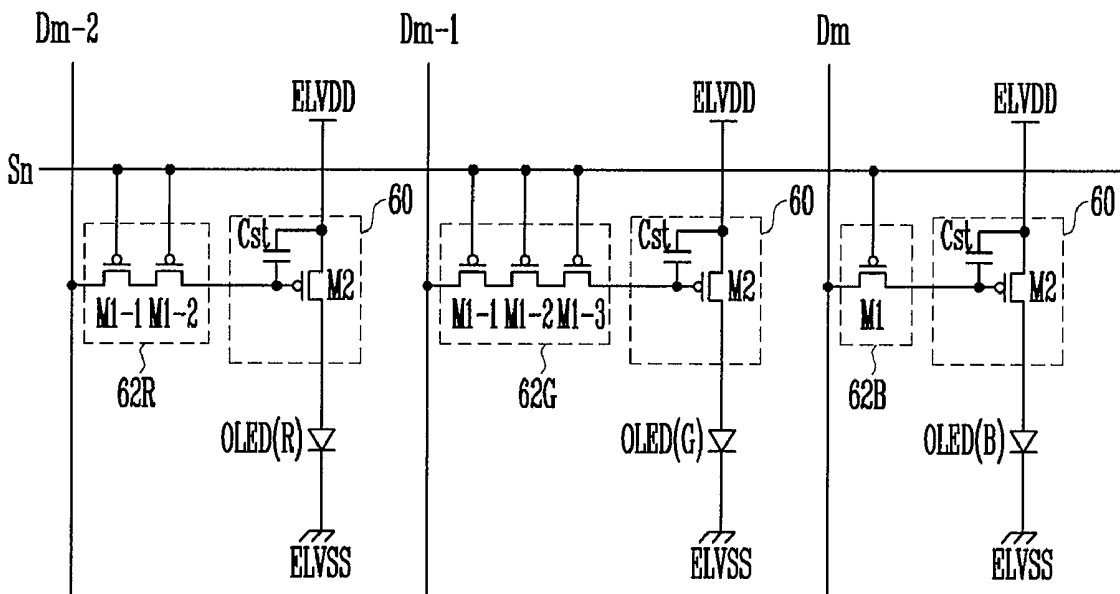 Dm-2 Dm-1 Dm
ELVDD ELVDD ELVDD
Sn
60 60 60
Cst Cst Cst
M2 M2 M2
M1-1 M1-2 M1-1 M1-2 M1-3 M1
62R 62G 62B
OLED(R) OLED(G) OLED(B)
ELVSS ELVSS ELVSS